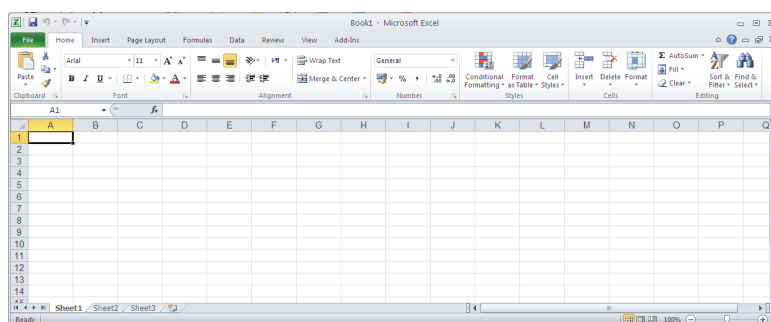 Book1 - Microsoft Excel
File Home Insert Page Layout Formulas Data Review View Add-Ins
Arial 11 A A Wrap Text General Σ AutoSum
Paste Conditional Format Cell Insert Delete Format Fill Sort & Find &
B I U A Merge & Center % , Formatting as Table Styles Clear Filter Select
Clipboard Font Alignment Number Styles Cells Editing
A1 fx
A B C D E F G H I J K L M N O P Q
1
2
3
4
5
6
7
8
9
10
11
12
13
14
Sheet1 Sheet2 Sheet3
Ready 100%